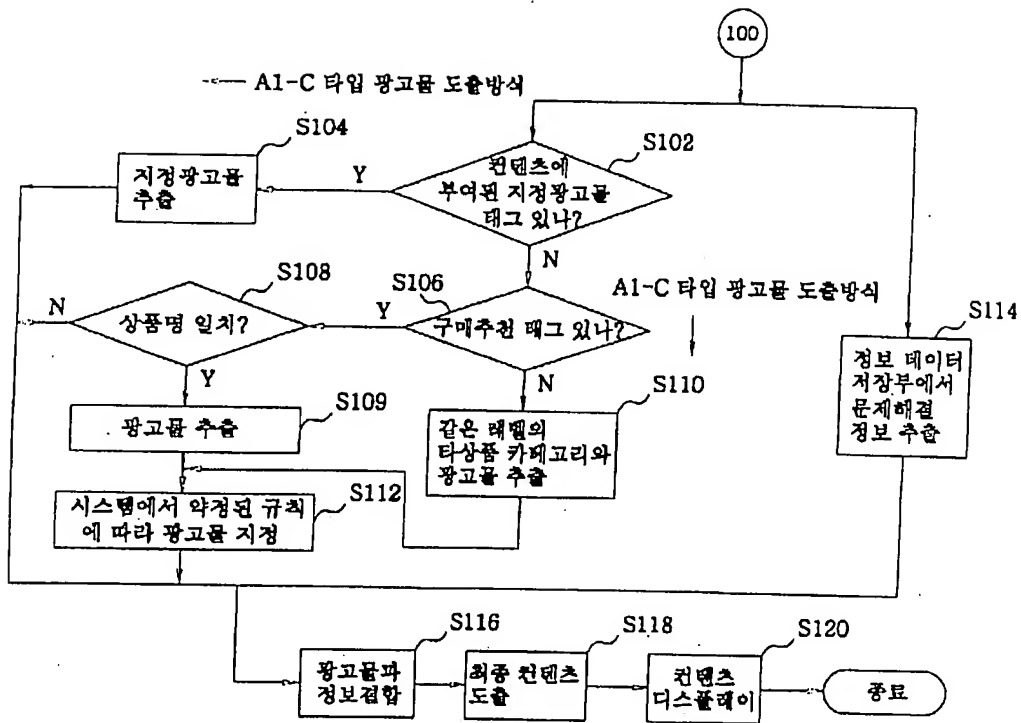 100
A1-C 타입 광고물 도출방식
S104
지정광고물
추출
Y
S102
컨텐츠에
부여된 지정광고물
태그 있나?
N
S108
N
상품명 일치?
Y
Y
S106
구매추천 태그 있나?
N
A1-C 타입 광고물 도출방식
S114
정보 데이터
저장부에서
문제해결
정보 추출
S109
광고물 추출
S110
같은 레벨의
타상품 카테고리와
광고물 추출
S112
시스템에서 약정된 규칙
에 따라 광고물 지정
S116
광고물과
정보결합
S118
최종 컨텐츠
도출
S120
컨텐츠
디스플레이
종료